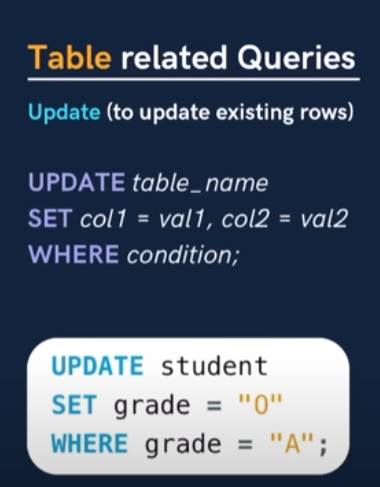 Table related Queries
Update (to update existing rows)
UPDATE table_name
SET col1 = val1, col2 = val2
WHERE condition;
UPDATE student
SET grade = "O"
WHERE grade = "A";